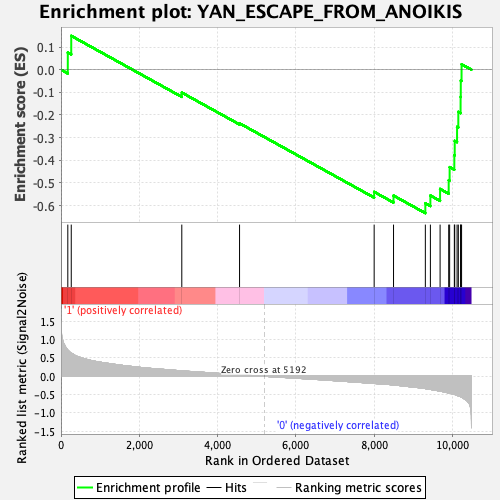 Enrichment plot: YAN_ESCAPE_FROM_ANOIKIS
Enrichment score (ES)
0.1
0.0
-0.1
-0.2
-0.3
-0.4
-0.5
-0.6
'1' (positively correlated)
Ranked list metric (Signal2Noise)
1.5
1.0
0.5
0.0
-0.5
-1.0
-1.5
Zero cross at 5192
'0' (negatively correlated)
0
2,000
4,000
6,000
8,000
10,000
Rank in Ordered Dataset
Enrichment profile
Hits
Ranking metric scores